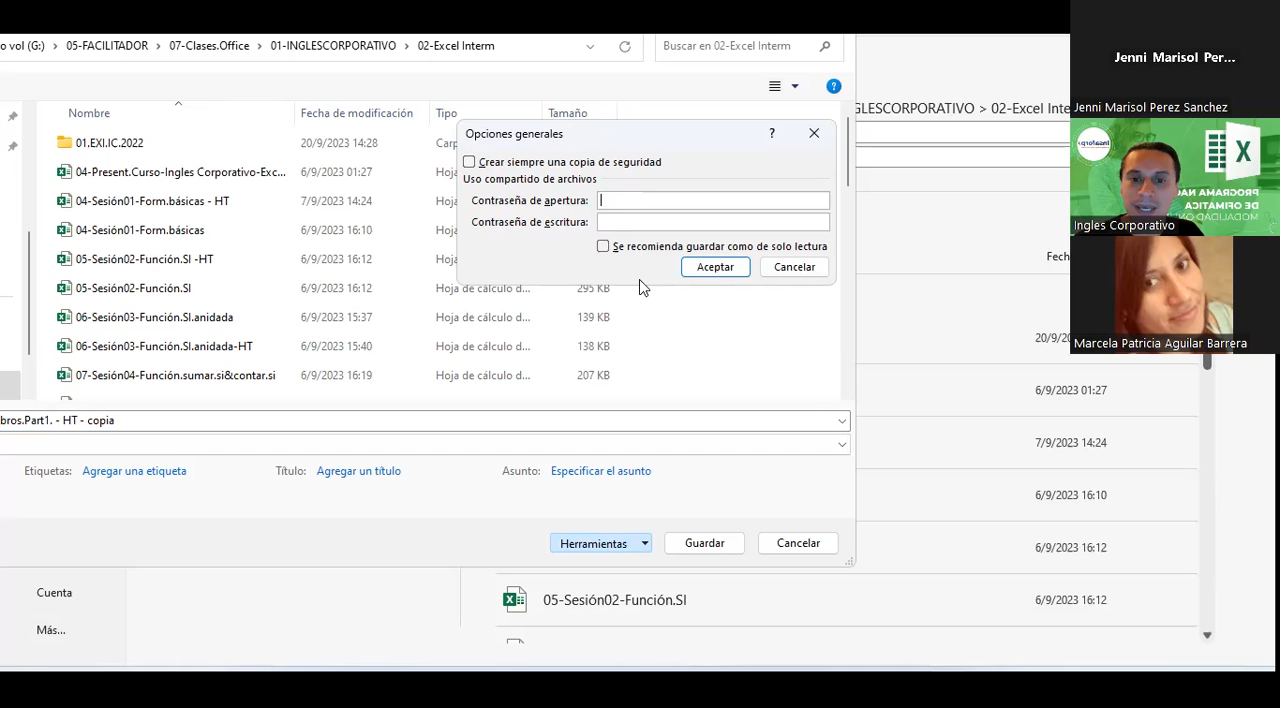 o vol (G:) > 05-FACILITADOR > 07-Clases.Office > 01-INGLESCORPORATIVO > 02-Excel Interm
Buscar en 02-Excel Interm
Nombre Fecha de modificación Tipo Tamaño
01.EXI.IC.2022 20/9/2023 14:28 Carp
04-Present.Curso-Ingles Corporativo-Exc... 6/9/2023 01:27 Hoja
04-Sesión01-Form.básicas - HT 7/9/2023 14:24 Hoja
04-Sesión01-Form.básicas 6/9/2023 16:10 Hoja
05-Sesión02-Función.SI -HT 6/9/2023 16:12 Hoja
05-Sesión02-Función.SI 6/9/2023 16:12 Hoja de cálculo d... 295 KB
06-Sesión03-Función.SI.anidada 6/9/2023 15:37 Hoja de cálculo d... 139 KB
06-Sesión03-Función.SI.anidada-HT 6/9/2023 15:40 Hoja de cálculo d... 138 KB
07-Sesión04-Función.sumar.si&contar.si 6/9/2023 16:19 Hoja de cálculo d... 207 KB
Opciones generales ? 
Crear siempre una copia de seguridad
Uso compartido de archivos
Contraseña de apertura:
Contraseña de escritura:
Se recomienda guardar como de solo lectura
Aceptar Cancelar
bros.Part1. - HT - copia
Etiquetas: Agregar una etiqueta Título: Agregar un título Asunto: Especificar el asunto
Herramientas Guardar Cancelar
Cuenta
Más...
GLESCORPORATIVO > 02-Excel Inte
Fech
20/9/
6/9/2023 01:27
7/9/2023 14:24
6/9/2023 16:10
6/9/2023 16:12
05-Sesión02-Función.SI 6/9/2023 16:12
Jenni Marisol Per...
Jenni Marisol Perez Sanchez
X
PROGRAMA NAC
DE OFIMATICA
MODALIDAD ON
Ingles Corporativo
Marcela Patricia Aguilar Barrera